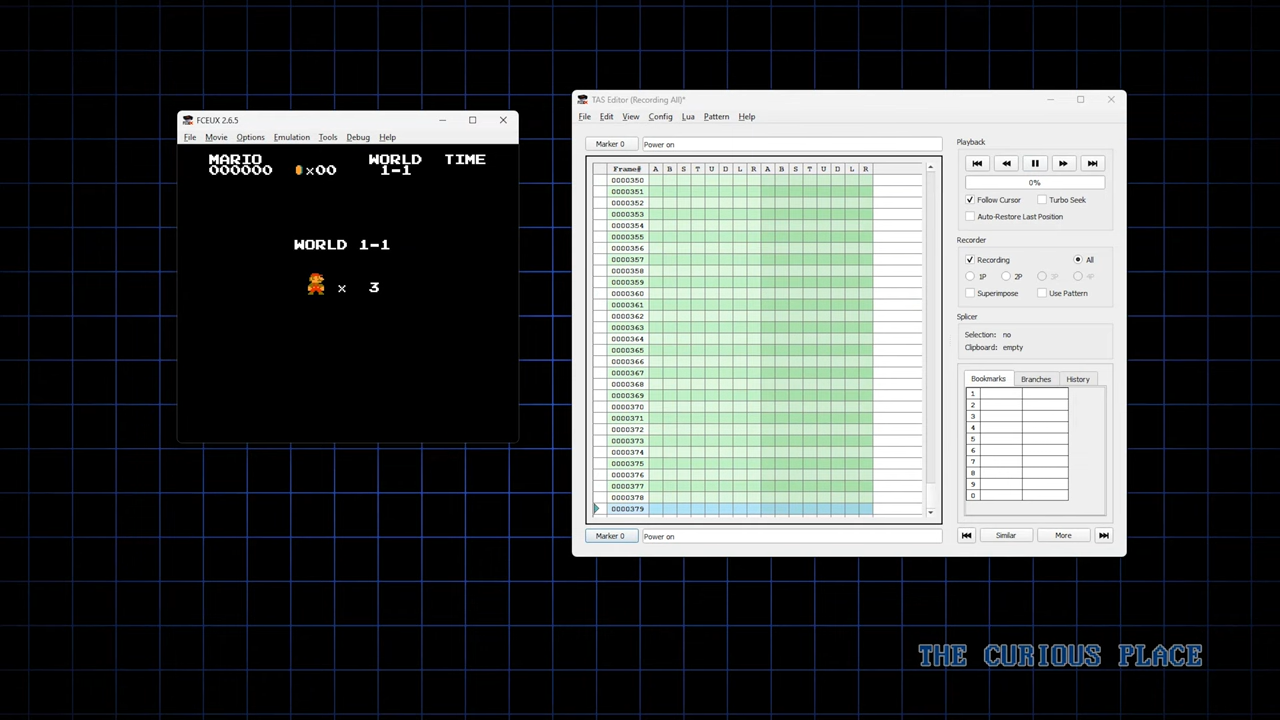 FCEUX 2.6.5
File Movie Options Emulation Tools Debug Help
MARIO WORLD TIME
000000 ×00 1-1
WORLD 1-1
× 3
TAS Editor (Recording All)*
File Edit View Config Lua Pattern Help
Marker 0 Power on
Frame# A B S T U D L R A B S T U D L R
0000350
0000351
0000352
0000353
0000354
0000355
0000356
0000357
0000358
0000359
0000360
0000361
0000362
0000363
0000364
0000365
0000366
0000367
0000368
0000369
0000370
0000371
0000372
0000373
0000374
0000375
0000376
0000377
0000378
0000379
Marker 0 Power on
Playback
0%
Follow Cursor Turbo Seek
Auto-Restore Last Position
Recorder
Recording All
1P 2P 3P 4P
Superimpose Use Pattern
Splicer
Selection: no
Clipboard: empty
Bookmarks Branches History
1
2
3
4
5
6
7
8
9
0
Similar More
THE CURIOUS PLACE